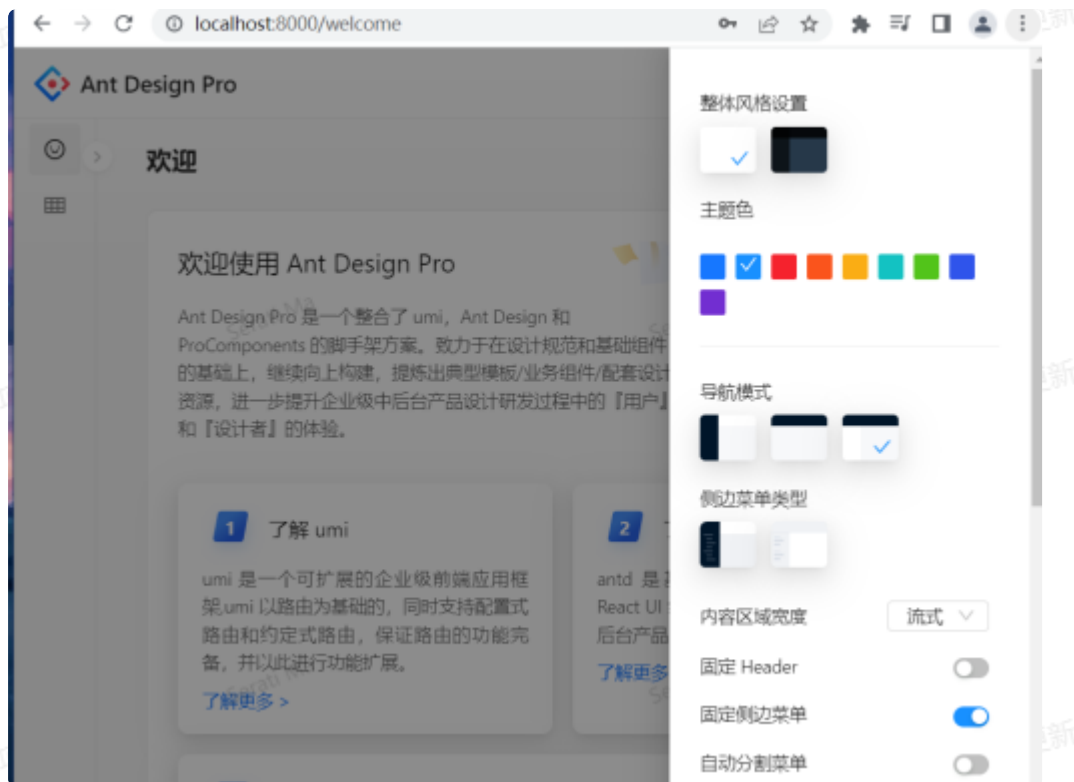 localhost:8000/welcome
Ant Design Pro
欢迎
欢迎使用 Ant Design Pro
Ant Design Pro 是一个整合了 umi，Ant Design 和
ProComponents 的脚手架方案。致力于在设计规范和基础组件
的基础上，继续向上构建，提炼出典型模板/业务组件/配套设计
资源，进一步提升企业级中后台产品设计研发过程中的『用户』
和『设计者』的体验。
Serati Ma
1
了解 umi
umi 是一个可扩展的企业级前端应用框
架,umi 以路由为基础的，同时支持配置式
路由和约定式路由，保证路由的功能完
备，并以此进行功能扩展。
了解更多 >
2
antd 是
React UI
后台产品
了解更多
整体风格设置
主题色
导航模式
侧边菜单类型
内容区域宽度
流式
固定 Header
固定侧边菜单
自动分割菜单